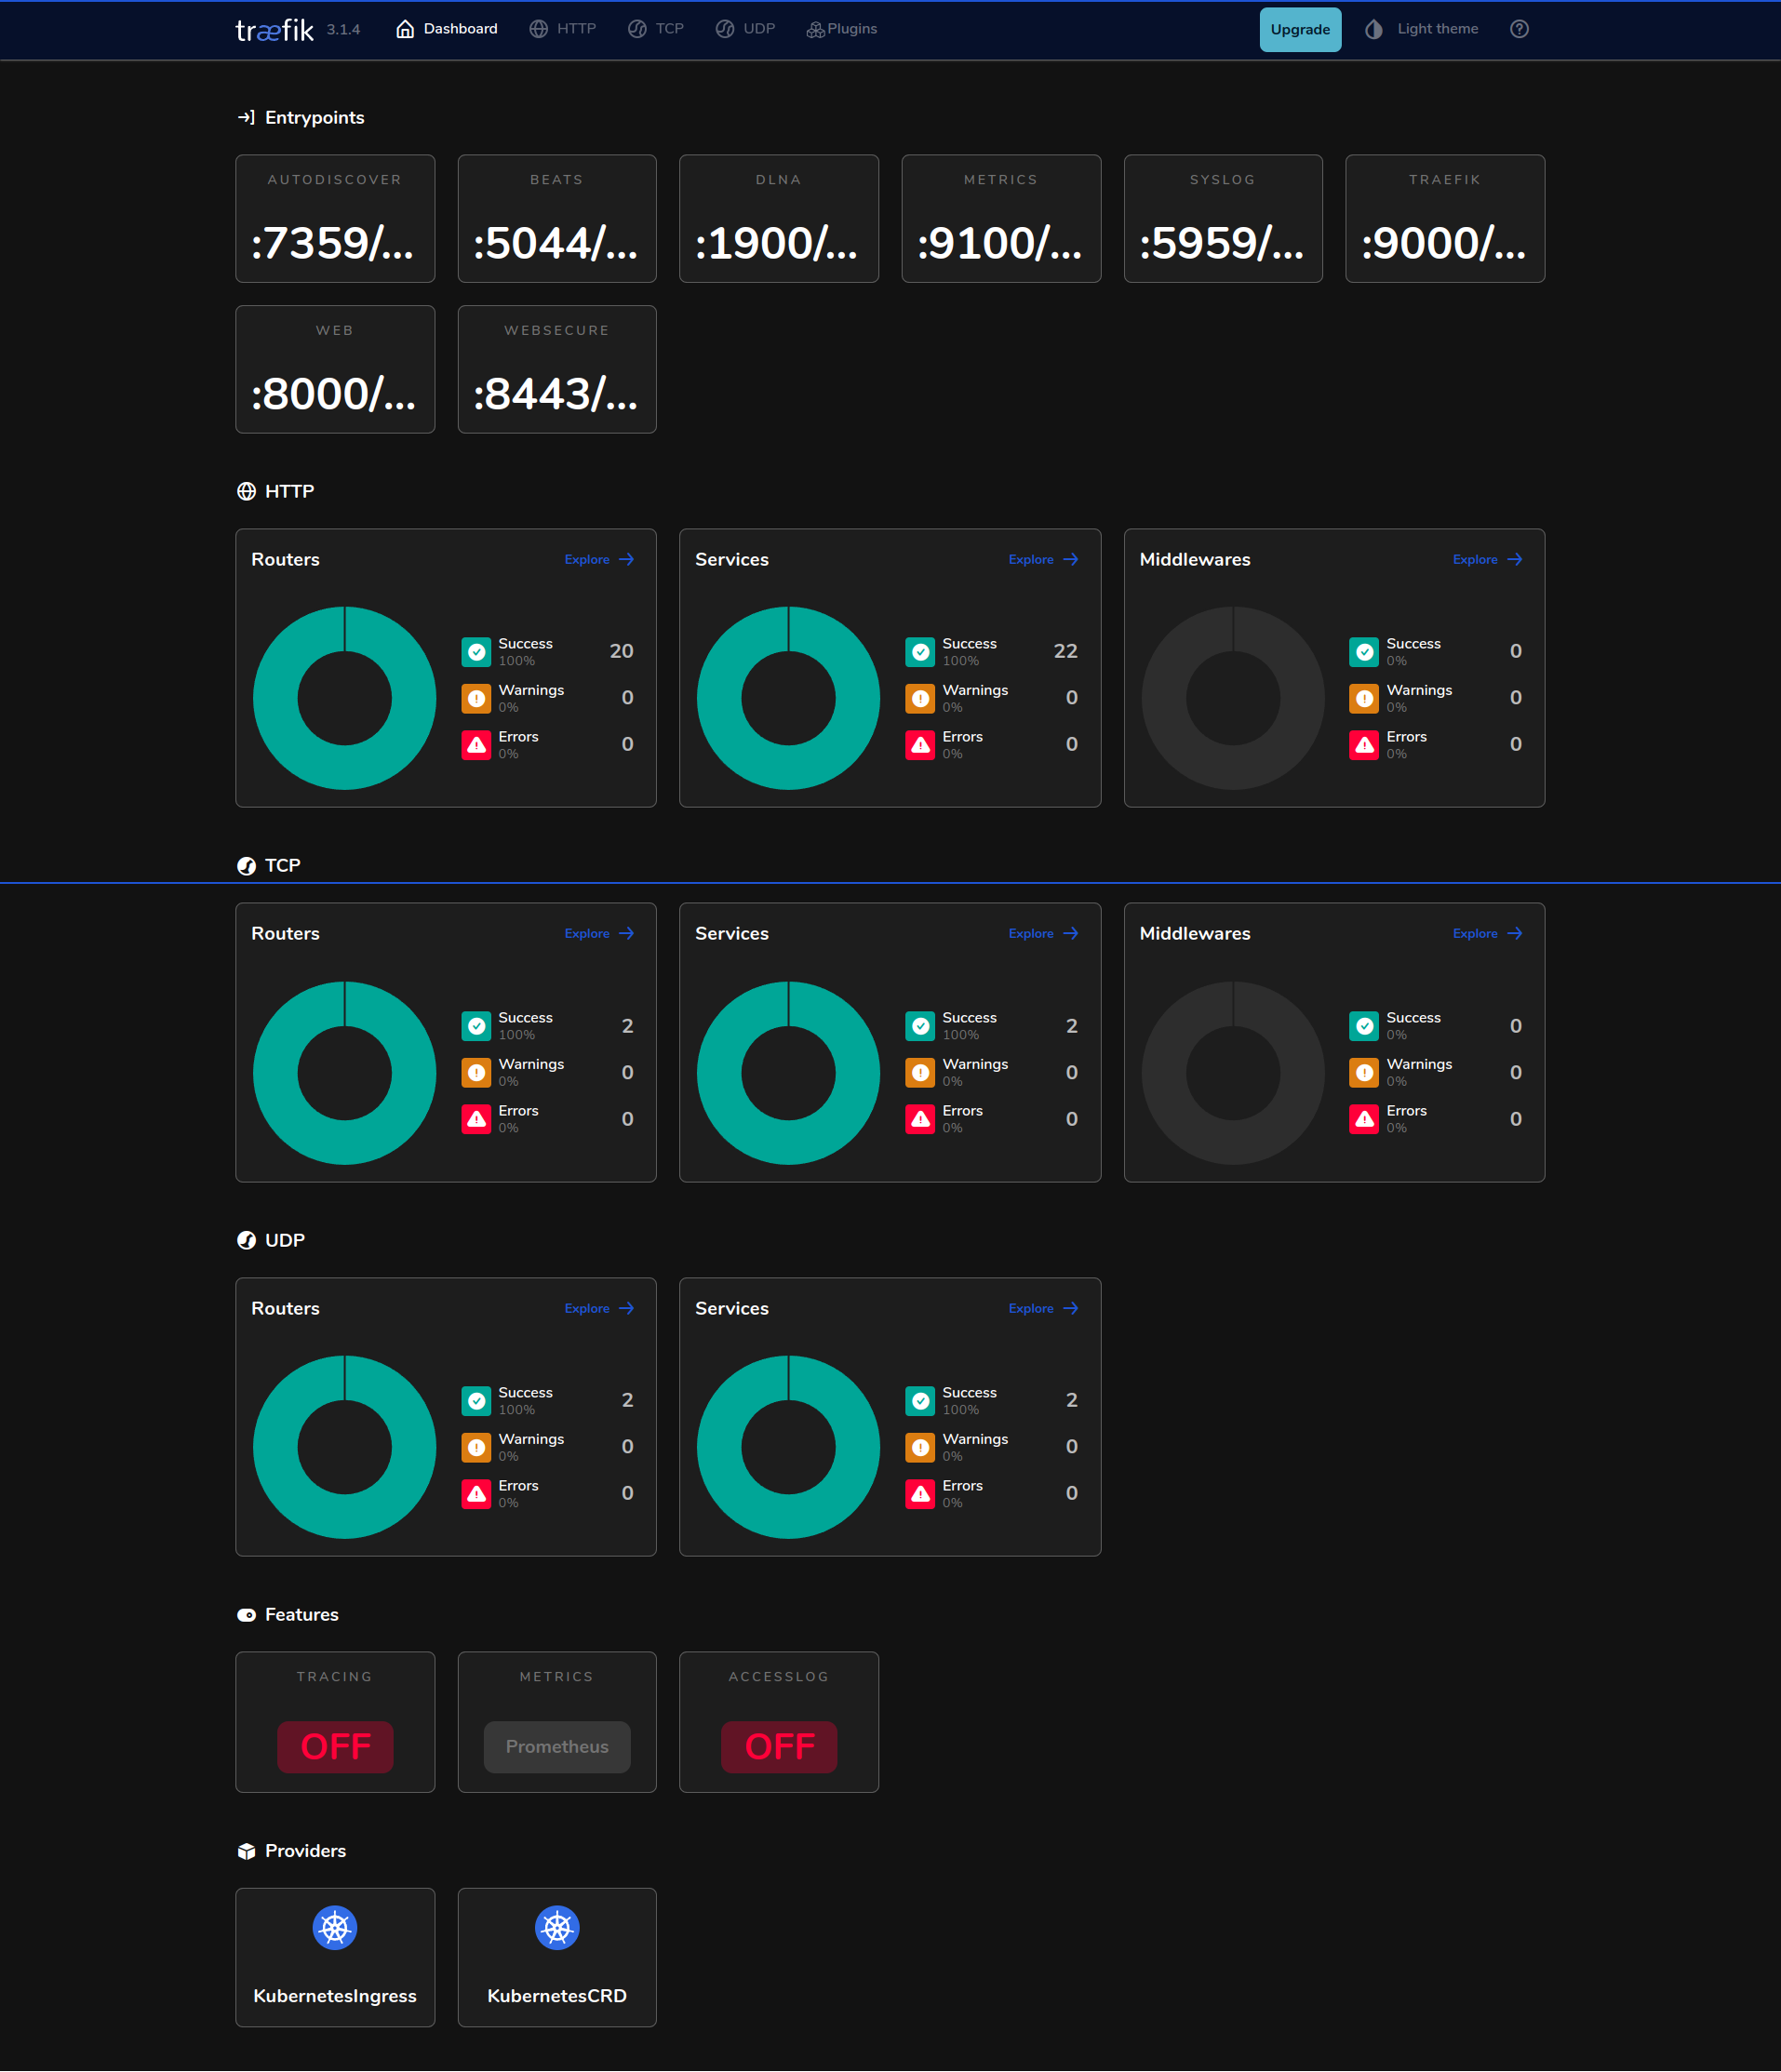 træfik 3.1.4 Dashboard HTTP TCP UDP Plugins Upgrade Light theme
Entrypoints
AUTODISCOVER BEATS DLNA METRICS SYSLOG TRAEFIK
:7359/... :5044/... :1900/... :9100/... :5959/... :9000/...
WEB WEBSECURE
:8000/... :8443/...
HTTP
Routers Explore
Success 20
100%
Warnings 0
0%
Errors 0
0%
Services Explore
Success 22
100%
Warnings 0
0%
Errors 0
0%
Middlewares Explore
Success 0
0%
Warnings 0
0%
Errors 0
0%
TCP
Routers Explore
Success 2
100%
Warnings 0
0%
Errors 0
0%
Services Explore
Success 2
100%
Warnings 0
0%
Errors 0
0%
Middlewares Explore
Success 0
0%
Warnings 0
0%
Errors 0
0%
UDP
Routers Explore
Success 2
100%
Warnings 0
0%
Errors 0
0%
Services Explore
Success 2
100%
Warnings 0
0%
Errors 0
0%
Features
TRACING METRICS ACCESSLOG
OFF Prometheus OFF
Providers
KubernetesIngress KubernetesCRD